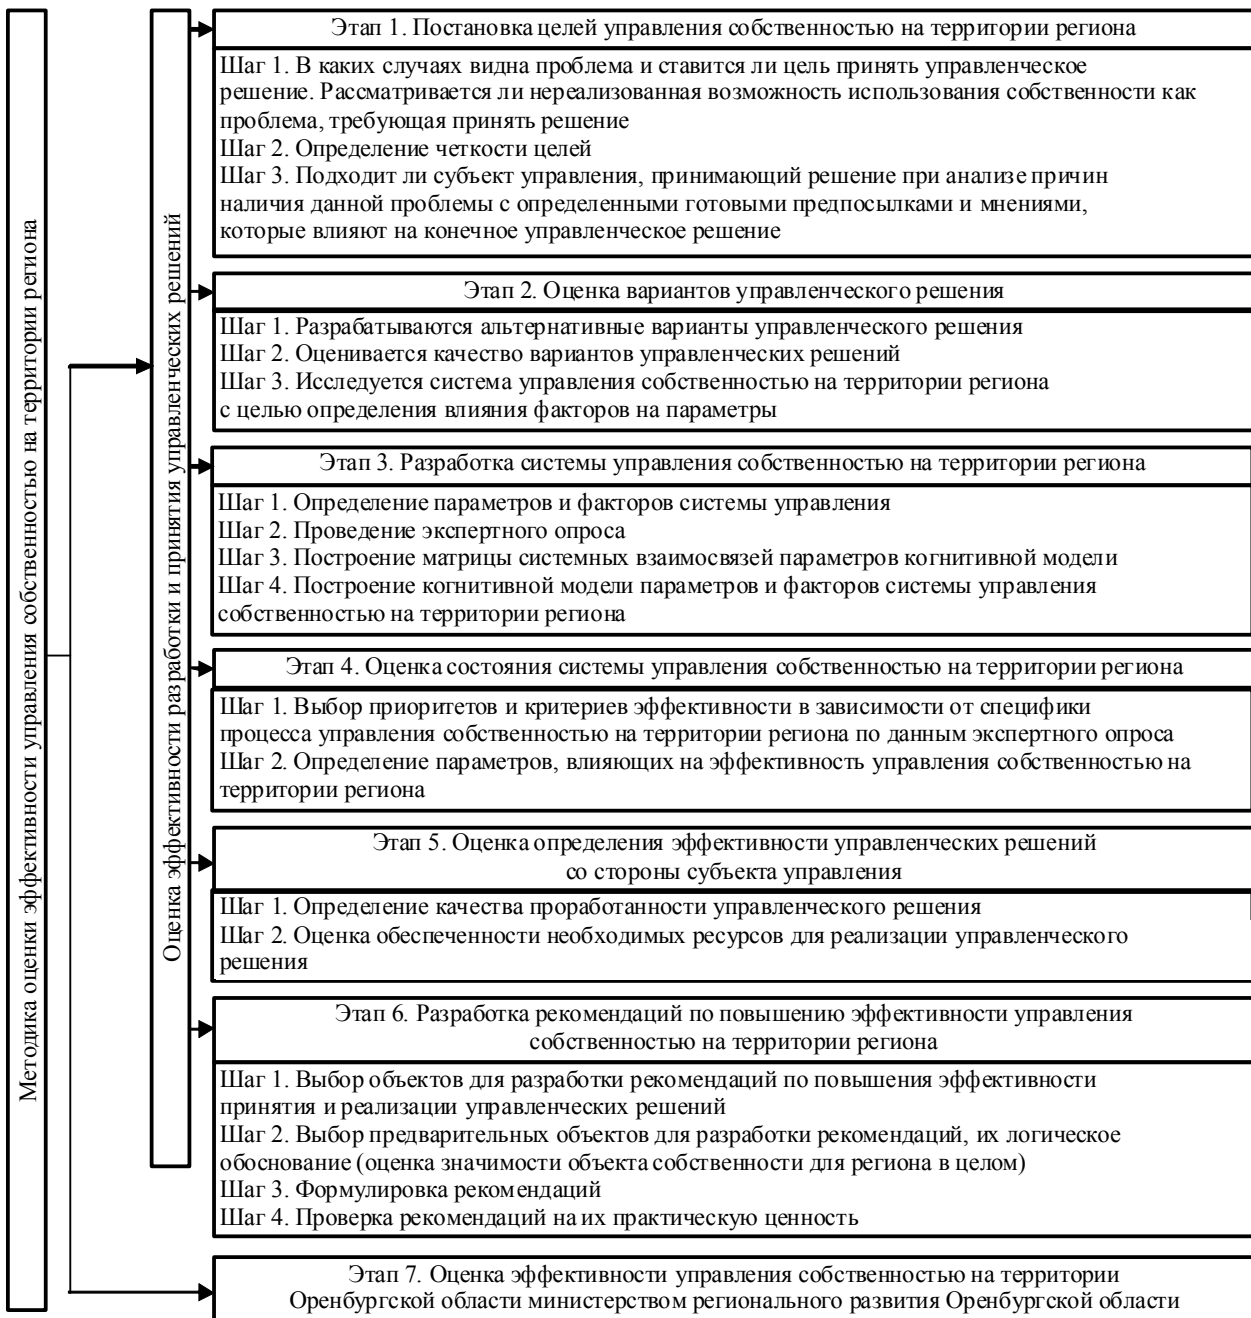 Методика оценки эффективности управления собственностью на территории региона
Оценка эффективности разработки и принятия управленческих решений
Этап 1. Постановка целей управления собственностью на территории региона
Шаг 1. В каких случаях видна проблема и ставится ли цель принять управленческое
решение. Рассматривается ли нереализованная возможность использования собственности как
проблема, требующая принять решение
Шаг 2. Определение четкости целей
Шаг 3. Подходит ли субъект управления, принимающий решение при анализе причин
наличия данной проблемы с определенными готовыми предпосылками и мнениями,
которые влияют на конечное управленческое решение
Этап 2. Оценка вариантов управленческого решения
Шаг 1. Разрабатываются альтернативные варианты управленческого решения
Шаг 2. Оценивается качество вариантов управленческих решений
Шаг 3. Исследуется система управления собственностью на территории региона
с целью определения влияния факторов на параметры
Этап 3. Разработка системы управления собственностью на территории региона
Шаг 1. Определение параметров и факторов системы управления
Шаг 2. Проведение экспертного опроса
Шаг 3. Построение матрицы системных взаимосвязей параметров когнитивной модели
Шаг 4. Построение когнитивной модели параметров и факторов системы управления
собственностью на территории региона
Этап 4. Оценка состояния системы управления собственностью на территории региона
Шаг 1. Выбор приоритетов и критериев эффективности в зависимости от специфики
процесса управления собственностью на территории региона по данным экспертного опроса
Шаг 2. Определение параметров, влияющих на эффективность управления собственностью на
территории региона
Этап 5. Оценка определения эффективности управленческих решений
со стороны субъекта управления
Шаг 1. Определение качества проработанности управленческого решения
Шаг 2. Оценка обеспеченности необходимых ресурсов для реализации управленческого
решения
Этап 6. Разработка рекомендаций по повышению эффективности управления
собственностью на территории региона
Шаг 1. Выбор объектов для разработки рекомендаций по повышения эффективности
принятия и реализации управленческих решений
Шаг 2. Выбор предварительных объектов для разработки рекомендаций, их логическое
обоснование (оценка значимости объекта собственности для региона в целом)
Шаг 3. Формулировка рекомендаций
Шаг 4. Проверка рекомендаций на их практическую ценность
Этап 7. Оценка эффективности управления собственностью на территории
Оренбургской области министерством регионального развития Оренбургской области